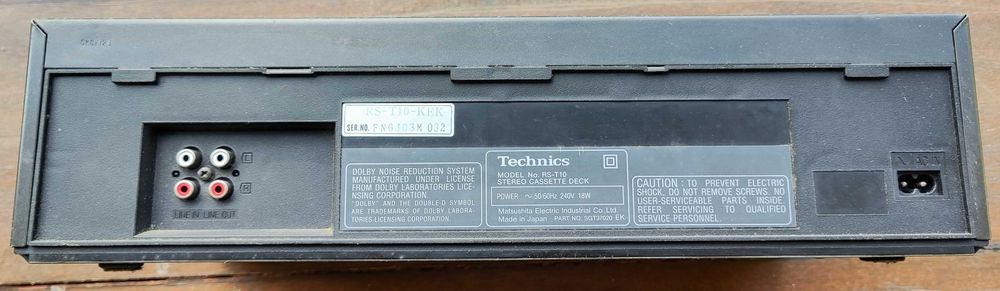 RS-T10-KEK
SER.NO. FN6J03M 032
L
R
LINE IN LINE OUT
DOLBY NOISE REDUCTION SYSTEM
MANUFACTURED UNDER LICENSE
FROM DOLBY LABORATORIES LICE-
NSING CORPORATION.
"DOLBY" AND THE DOUBLE-D SYMBOL
ARE TRADEMARKS OF DOLBY LABORA-
TORIES LICENSING CORPORATION.
Technics
MODEL No. RS-T10
STEREO CASSETTE DECK
POWER ～ 50/60Hz 240V 18W
Matsushita Electric Industrial Co., Ltd.
Made in Japan PART NO. SGT37020 EK
CAUTION : TO PREVENT ELECTRIC
SHOCK, DO NOT REMOVE SCREWS. NO
USER-SERVICEABLE PARTS INSIDE.
REFER SERVICING TO QUALIFIED
SERVICE PERSONNEL.
AC IN